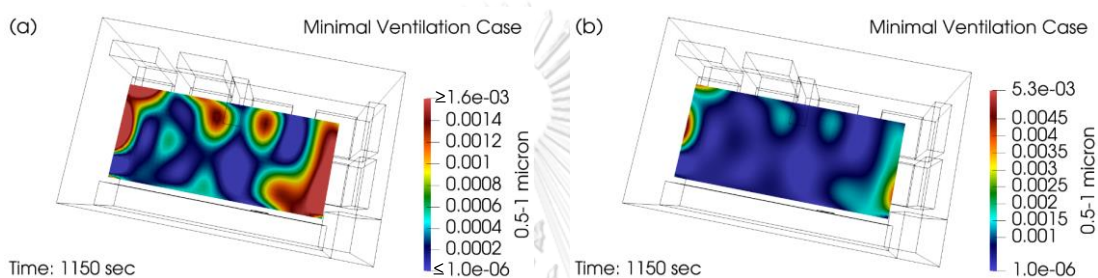 (a)
Minimal Ventilation Case
≥1.6e-03
0.0014
0.0012
0.001
0.0008
0.0006
0.0004
0.0002
≤1.0e-06
0.5-1 micron
Time: 1150 sec
(b)
Minimal Ventilation Case
5.3e-03
0.0045
0.004
0.0035
0.003
0.0025
0.002
0.0015
0.001
1.0e-06
0.5-1 micron
Time: 1150 sec